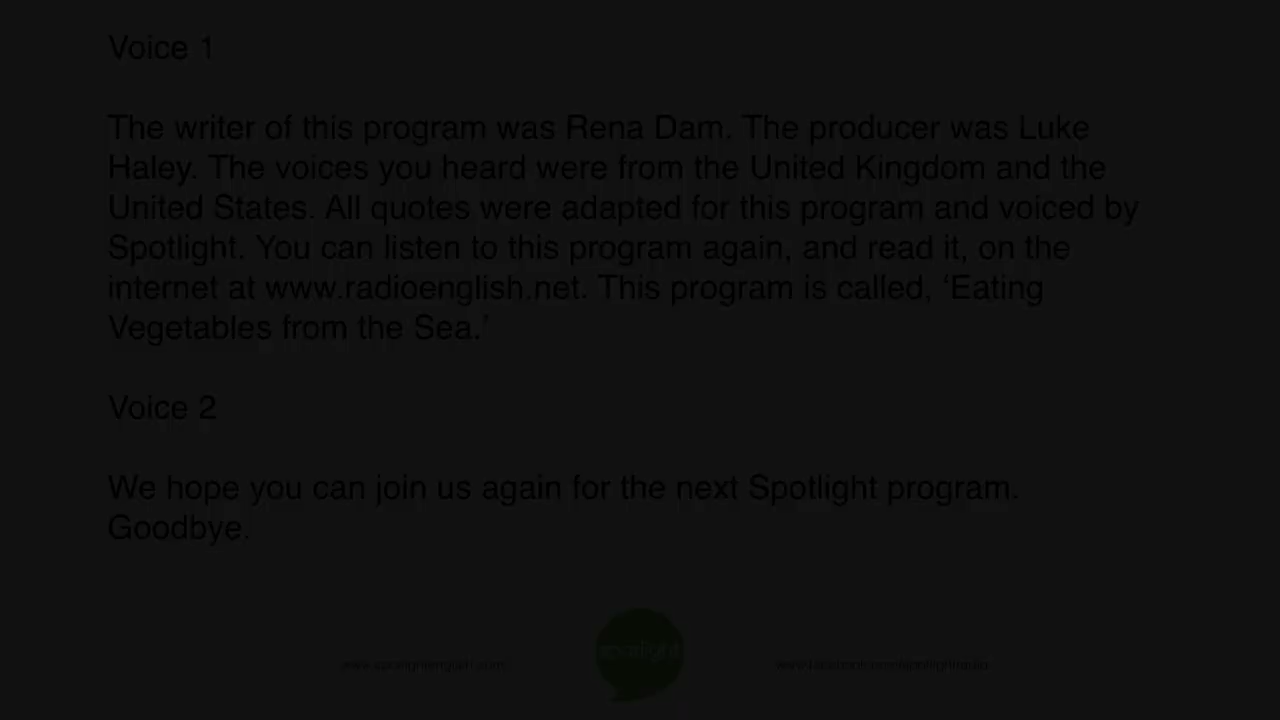 Voice 1
The writer of this program was Rena Dam. The producer was Luke
Haley. The voices you heard were from the United Kingdom and the
United States. All quotes were adapted for this program and voiced by
Spotlight. You can listen to this program again, and read it, on the
internet at www.radioenglish.net. This program is called, ‘Eating
Vegetables from the Sea.’
Voice 2
We hope you can join us again for the next Spotlight program.
Goodbye.
spotlight